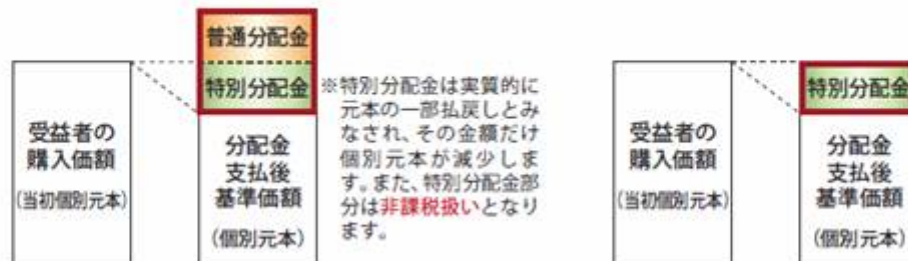 普通分配金
特別分配金
受益者の
購入価額
(当初個別元本)
分配金
支払後
基準価額
(個別元本)
※特別分配金は実質的に
元本の一部払戻しとみ
なされ、その金額だけ
個別元本が減少しま
す。また、特別分配金部
分は非課税扱いとなり
ます。
受益者の
購入価額
(当初個別元本)
特別分配金
分配金
支払後
基準価額
(個別元本)